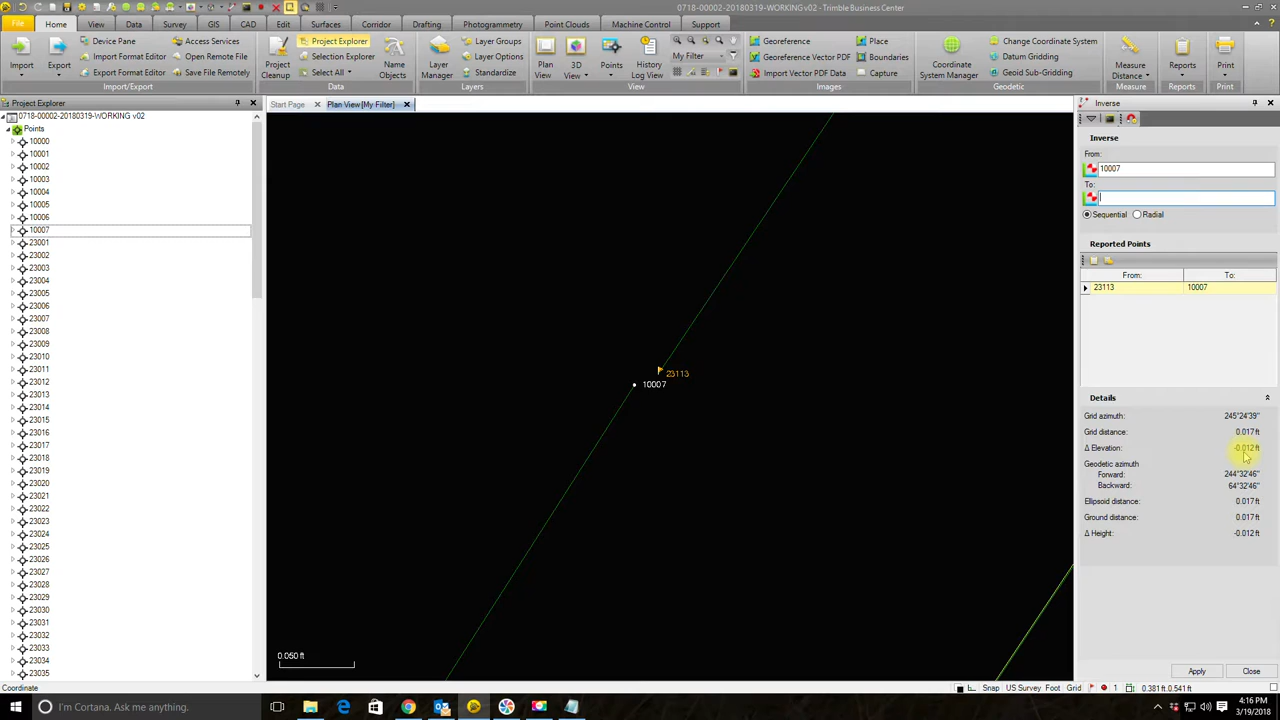 0718-00002-20180319-WORKING v02 - Trimble Business Center
File Home View Data Survey GIS CAD Edit Surfaces Corridor Drafting Photogrammetry Point Clouds Machine Control Support
Import
Export
Device Pane
Import Format Editor
Export Format Editor
Access Services
Open Remote File
Save File Remotely
Import/Export
Project Cleanup
Project Explorer
Selection Explorer
Select All
Name Objects
Data
Layer Manager
Layer Groups
Layer Options
Standardize
Layers
Plan View
3D View
Points
History Log View
My Filter
View
Georeference
Georeference Vector PDF
Import Vector PDF Data
Place
Boundaries
Capture
Images
Coordinate System Manager
Change Coordinate System
Datum Gridding
Geoid Sub-Gridding
Geodetic
Measure Distance
Measure
Reports
Reports
Print
Print
Project Explorer
0718-00002-20180319-WORKING v02
Points
10000
10001
10002
10003
10004
10005
10006
10007
23001
23002
23003
23004
23005
23006
23007
23008
23009
23010
23011
23012
23013
23014
23015
23016
23017
23018
23019
23020
23021
23022
23023
23024
23025
23026
23027
23028
23029
23030
23031
23032
23033
23034
23035
Start Page
Plan View [My Filter]
23113
10007
0.050 ft
Inverse
Inverse
From:
10007
To:
Sequential Radial
Reported Points
From: To:
23113 10007
Details
Grid azimuth: 245°24'39"
Grid distance: 0.017 ft
Δ Elevation: -0.012 ft
Geodetic azimuth
Forward: 244°32'46"
Backward: 64°32'46"
Ellipsoid distance: 0.017 ft
Ground distance: 0.017 ft
Δ Height: -0.012 ft
Apply Close
Coordinate
Snap US Survey Foot Grid 1 0.381 ft,0.541 ft
I'm Cortana. Ask me anything.
4:16 PM
3/19/2018